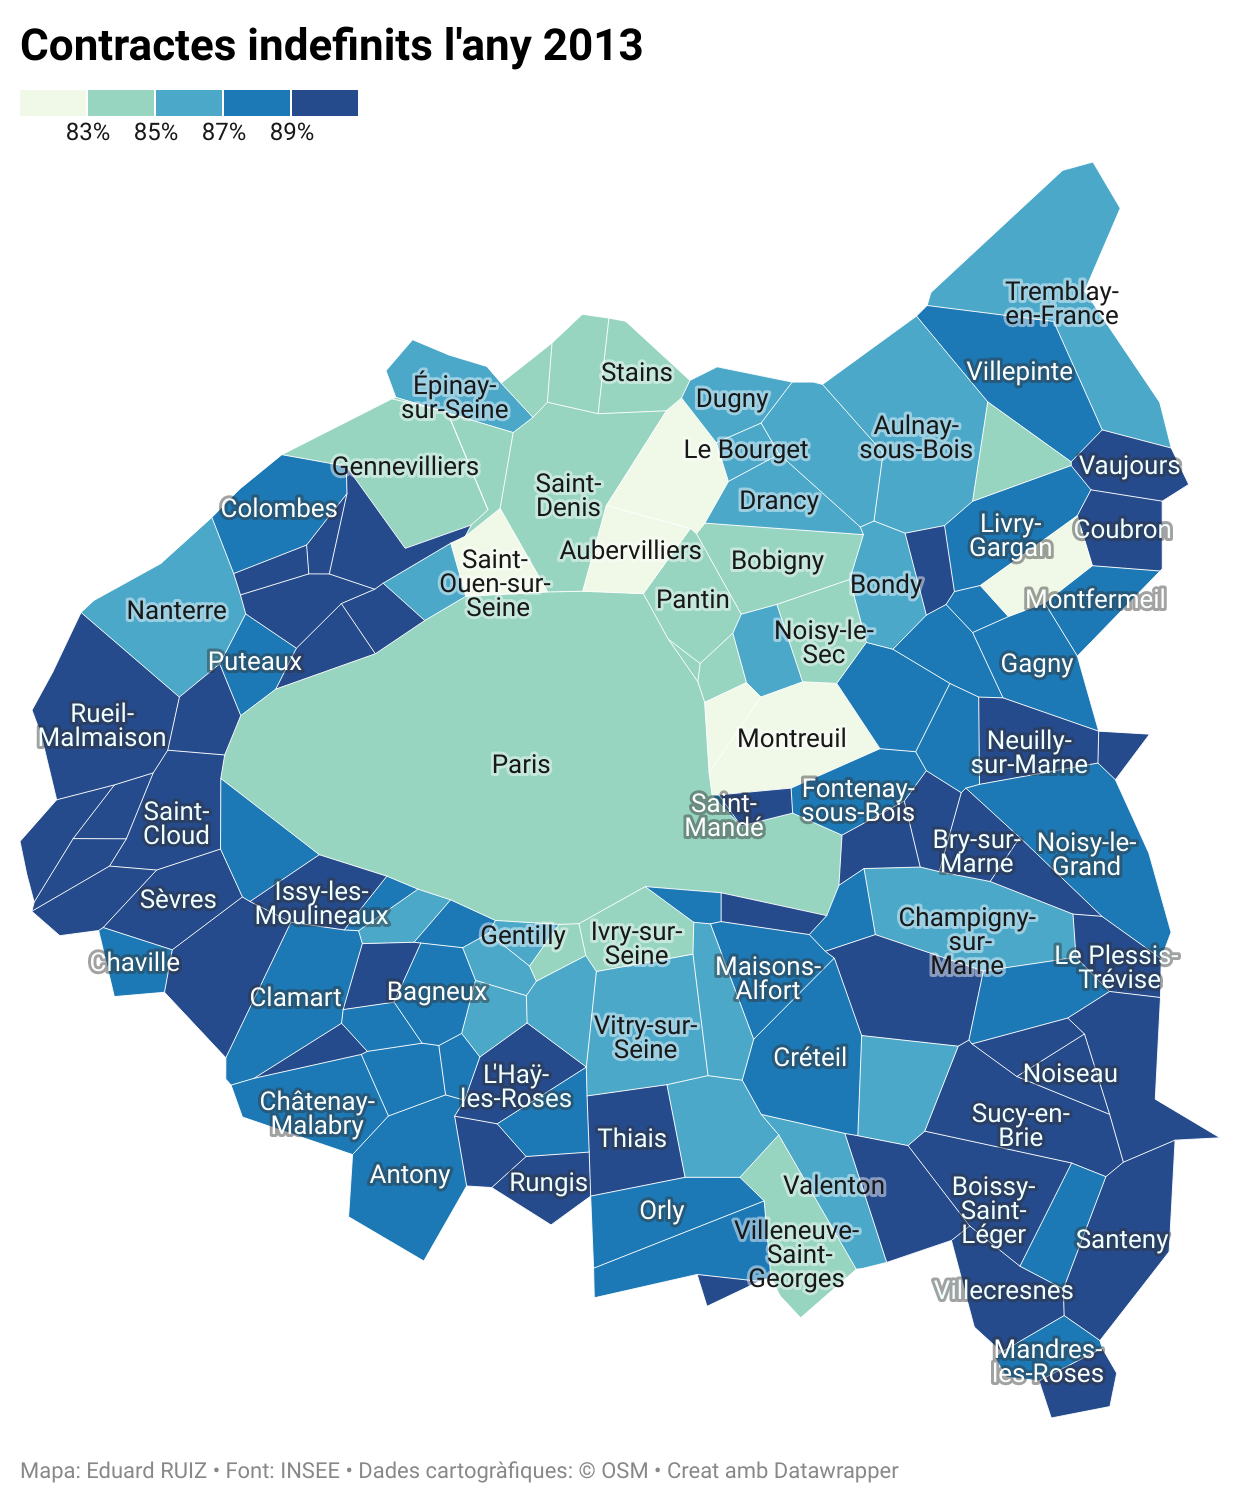 Contractes indefinits l'any 2013
83% 85% 87% 89%
Tremblay-
en-France
Villepinte
Stains
Épinay-
sur-Seine
Dugny
Aulnay-
sous-Bois
Le Bourget
Gennevilliers
Vaujours
Saint-
Denis
Drancy
Colombes
Livry-
Gargan
Coubron
Aubervilliers
Bobigny
Saint-
Ouen-sur-
Seine
Bondy
Pantin
Montfermeil
Nanterre
Noisy-le-
Sec
Puteaux
Gagny
Rueil-
Malmaison
Montreuil
Neuilly-
sur-Marne
Paris
Fontenay-
sous-Bois
Saint-
Mandé
Saint-
Cloud
Bry-sur-
Marne
Noisy-le-
Grand
Sèvres
Issy-les-
Moulineaux
Champigny-
sur-
Marne
Gentilly
Ivry-sur-
Seine
Chaville
Maisons-
Alfort
Le Plessis-
Trévise
Clamart
Bagneux
Vitry-sur-
Seine
Créteil
L'Haÿ-
les-Roses
Noiseau
Châtenay-
Malabry
Sucy-en-
Brie
Thiais
Antony
Rungis
Valenton
Boissy-
Saint-
Léger
Orly
Villeneuve-
Saint-
Georges
Santeny
Villecresnes
Mandres-
les-Roses
Mapa: Eduard RUIZ • Font: INSEE • Dades cartogràfiques: © OSM • Creat amb Datawrapper